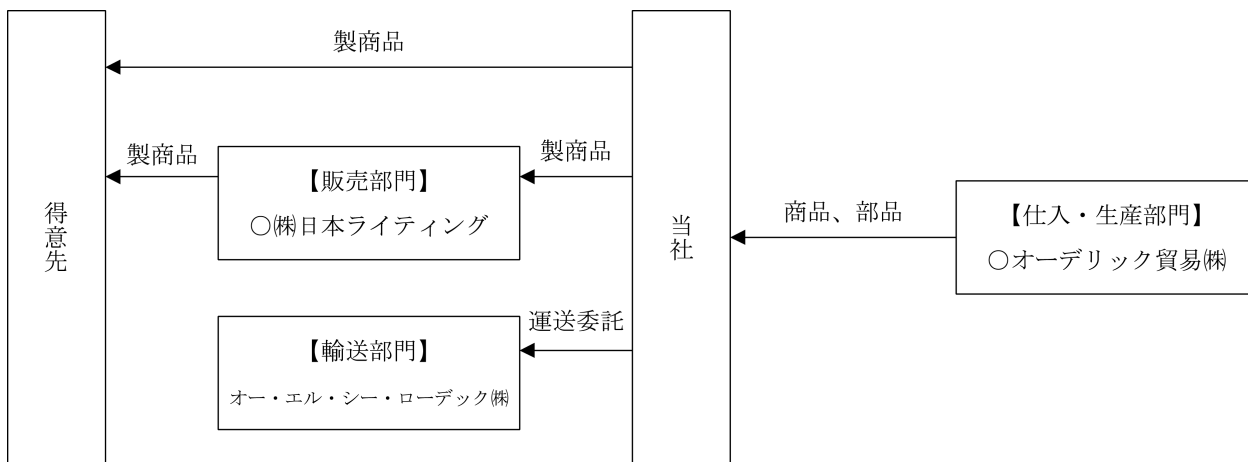 製商品
製商品
【販売部門】
○㈱日本ライティング
製商品
得意先
当社
商品、部品
【仕入・生産部門】
○オーデリック貿易㈱
運送委託
【輸送部門】
オー・エル・シー・ローデック㈱